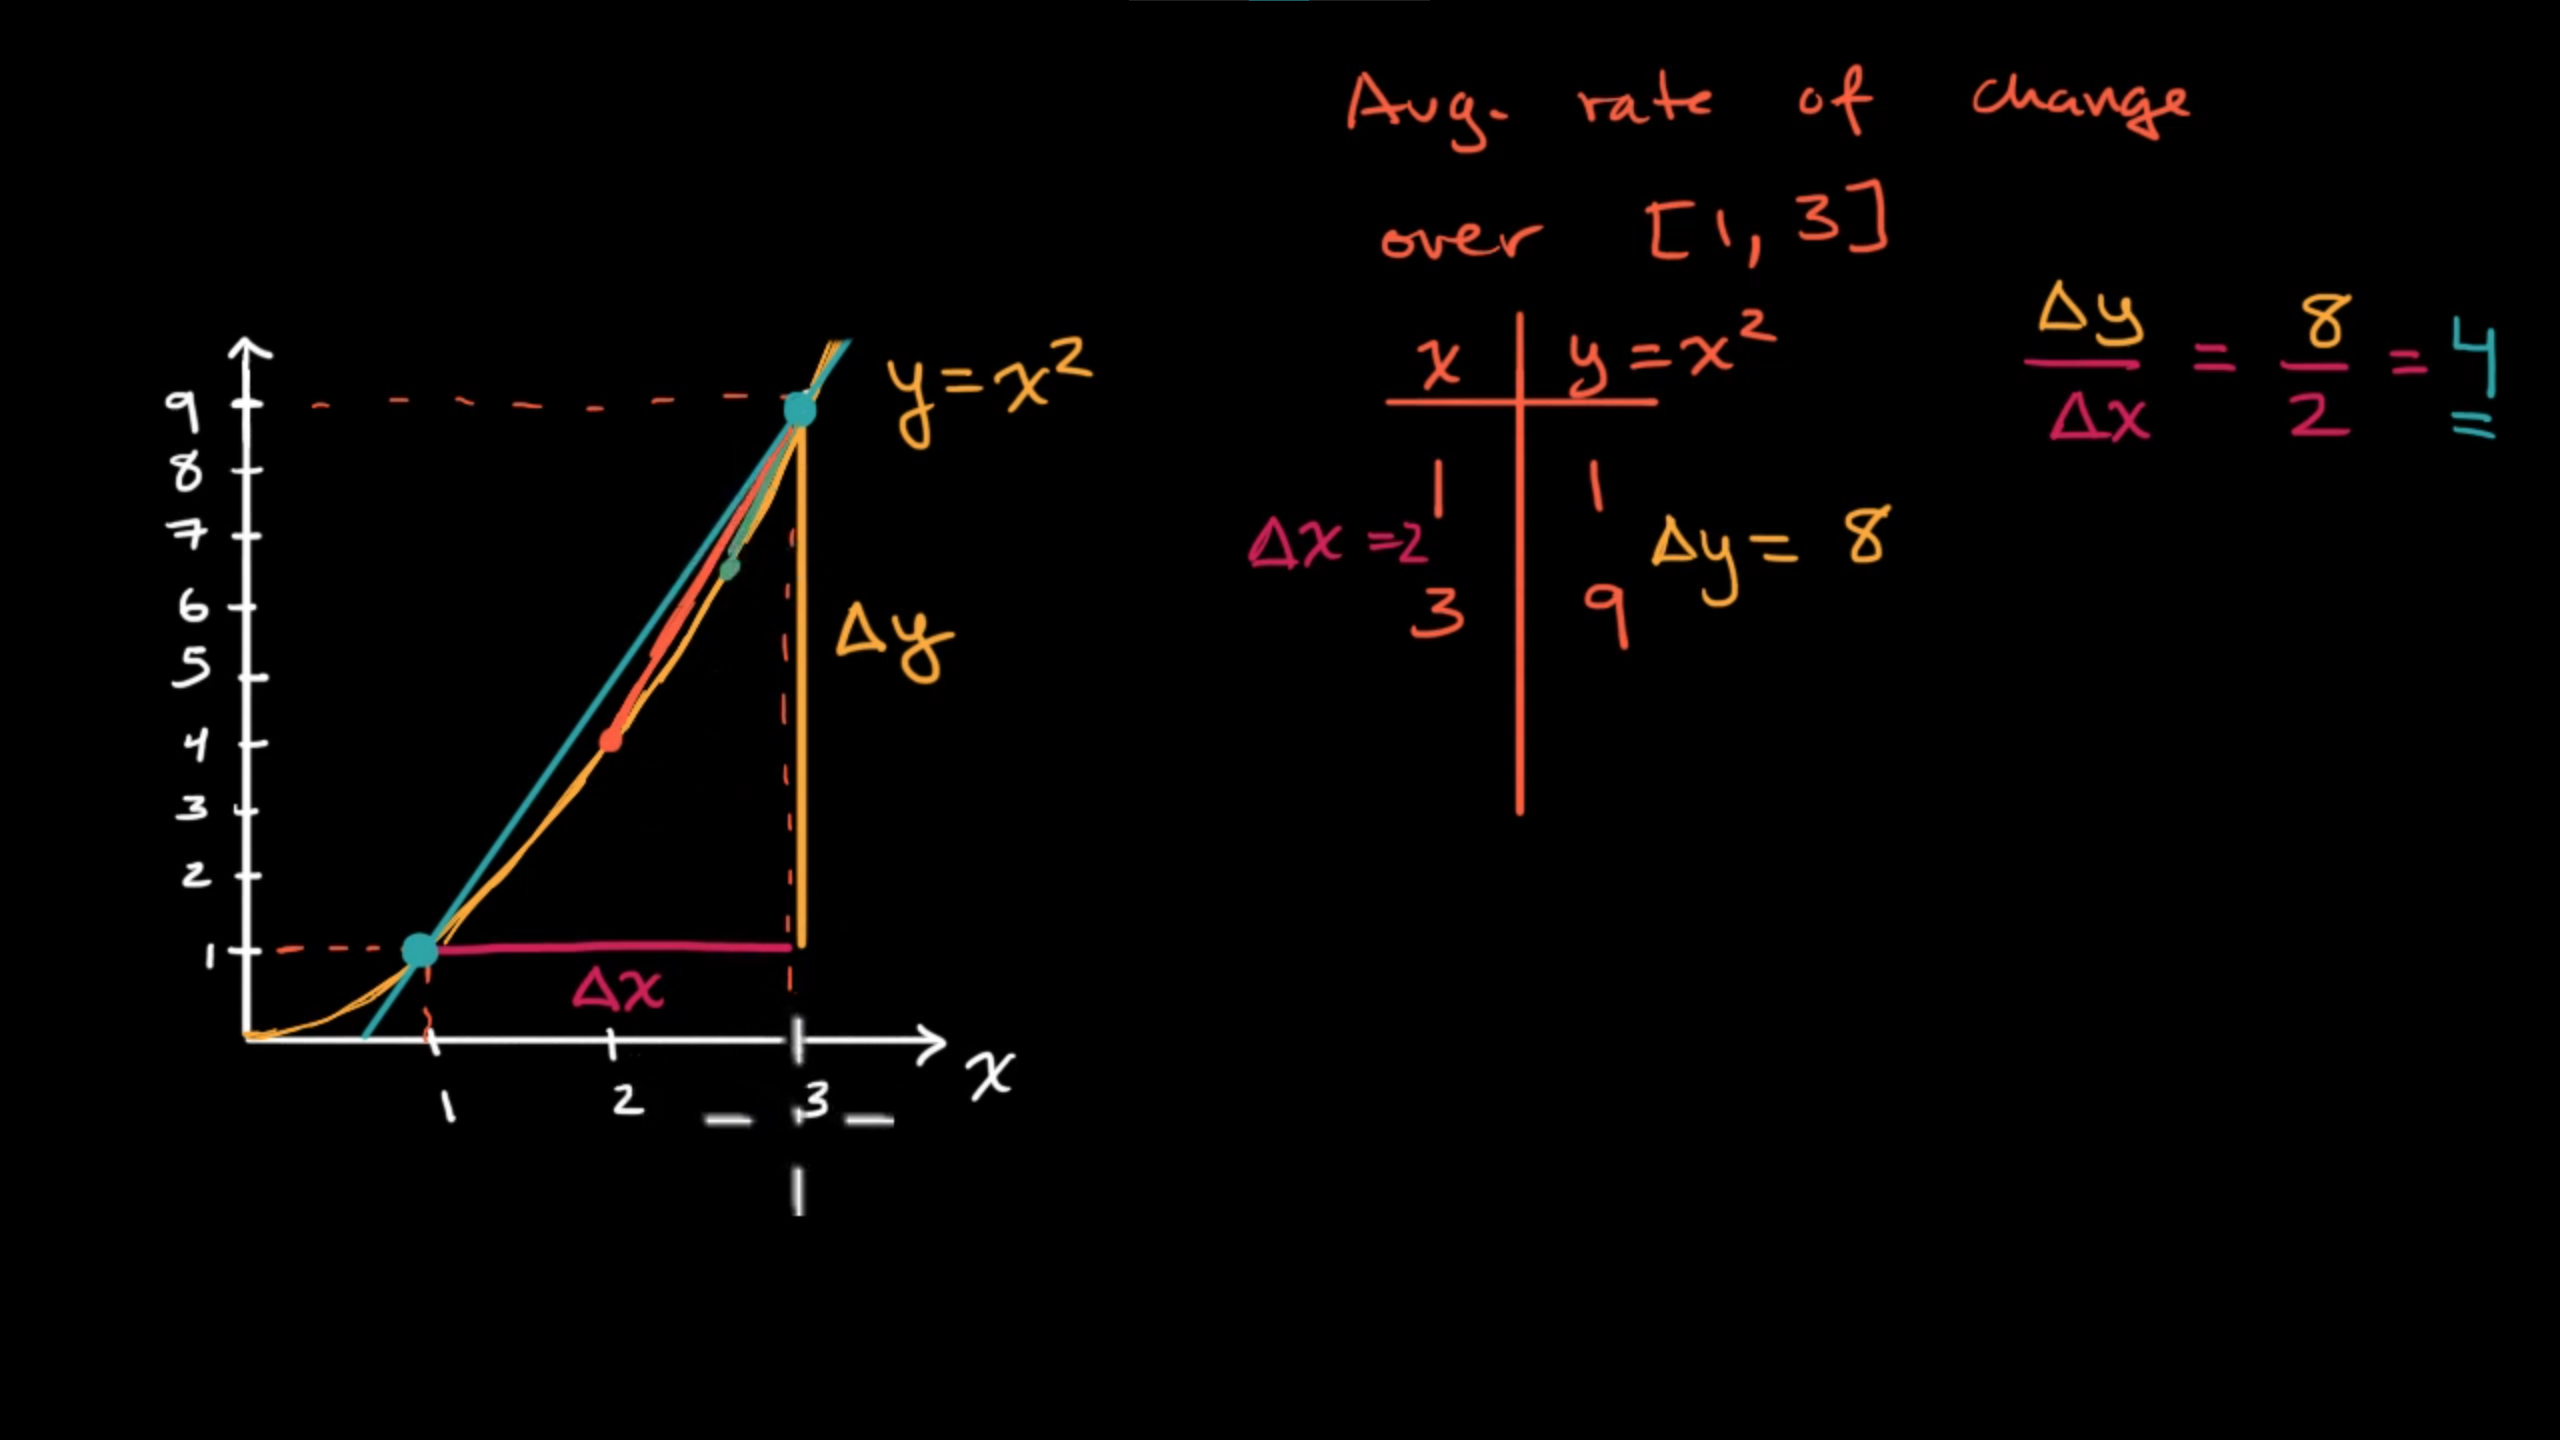 Avg. rate of change
over [1, 3]
Δy/Δx = 8/2 = 4
x | y = x²
1 | 1
Δx = 2 Δy = 8
3 | 9
y = x²
9
8
7
6
5
4
3
2
1
Δy
Δx
1 2 3
x